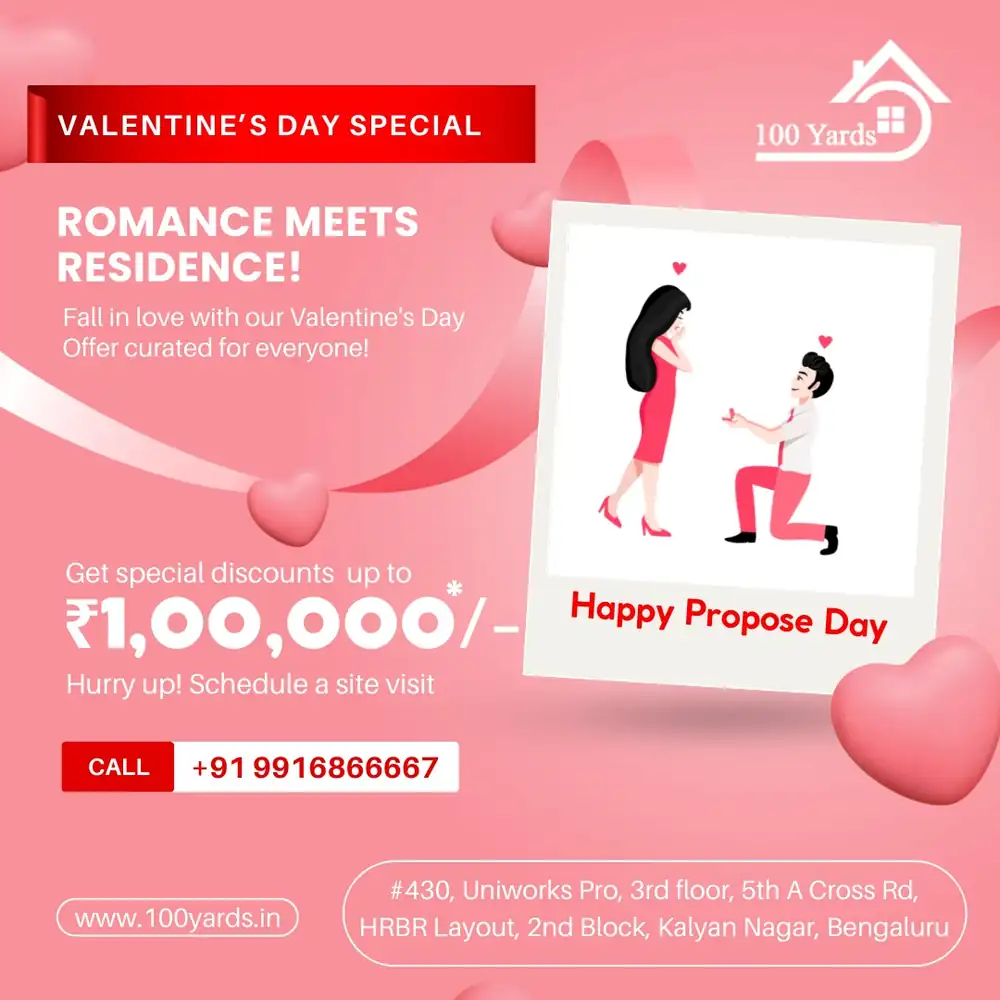 VALENTINE'S DAY SPECIAL
100 Yards
ROMANCE MEETS
RESIDENCE!
Fall in love with our Valentine's Day
Offer curated for everyone!
Happy Propose Day
Get special discounts up to
₹1,00,000*/-
Hurry up! Schedule a site visit
CALL +91 9916866667
www.100yards.in
#430, Uniworks Pro, 3rd floor, 5th A Cross Rd,
HRBR Layout, 2nd Block, Kalyan Nagar, Bengaluru